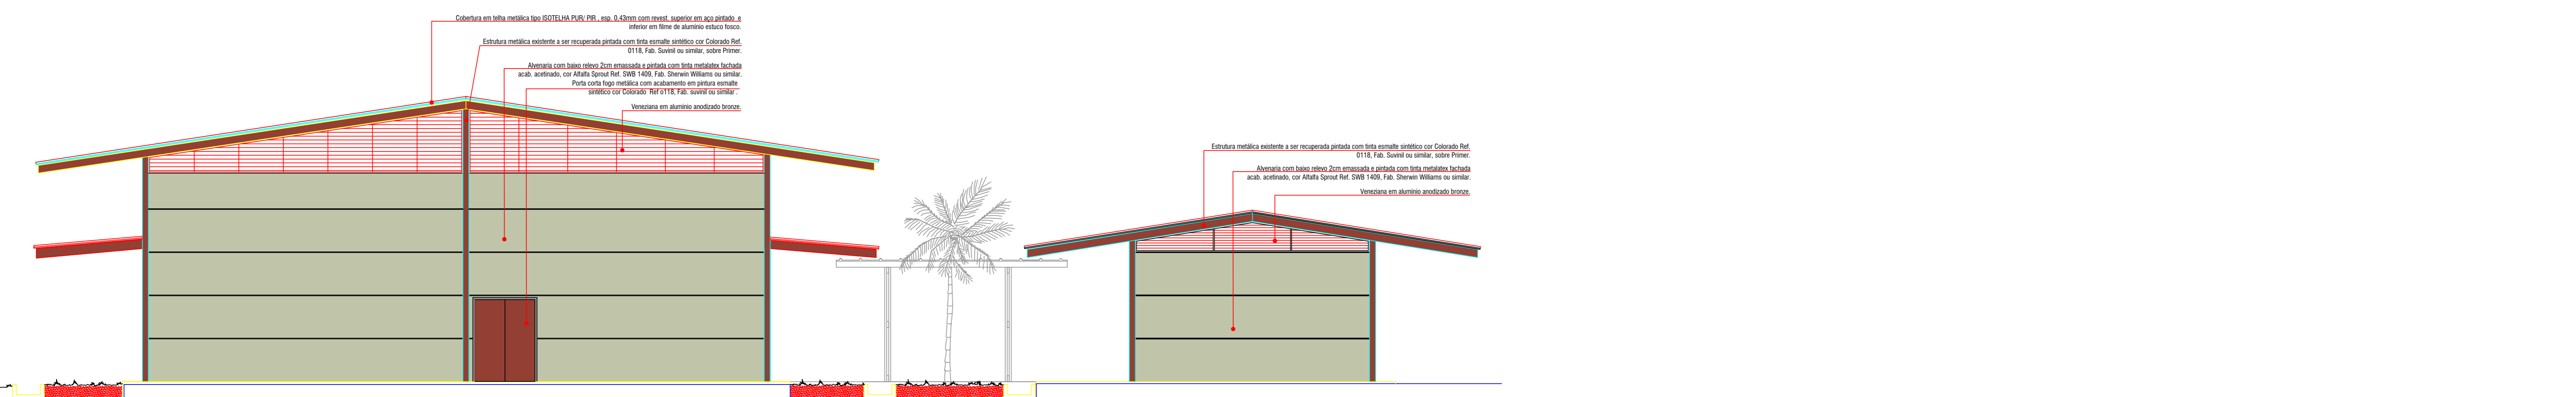 Cobertura em telha metálica tipo ISOTELHA PUR/ PIR , esp. 0,43mm com revest. superior em aço pintado e
inferior em filme de alumínio estuco fosco.
Estrutura metálica existente a ser recuperada pintada com tinta esmalte sintético cor Colorado Ref.
0118, Fab. Suvinil ou similar, sobre Primer.
Alvenaria com baixo relevo 2cm emassada e pintada com tinta metalatex fachada
acab. acetinado, cor Alfalfa Sprout Ref. SWB 1409, Fab. Sherwin Williams ou similar.
Porta corta fogo metálica com acabamento em pintura esmalte
sintético cor Colorado Ref o118, Fab. suvinil ou similar .
Veneziana em alumínio anodizado bronze.
Estrutura metálica existente a ser recuperada pintada com tinta esmalte sintético cor Colorado Ref.
0118, Fab. Suvinil ou similar, sobre Primer.
Alvenaria com baixo relevo 2cm emassada e pintada com tinta metalatex fachada
acab. acetinado, cor Alfalfa Sprout Ref. SWB 1409, Fab. Sherwin Williams ou similar.
Veneziana em alumínio anodizado bronze.